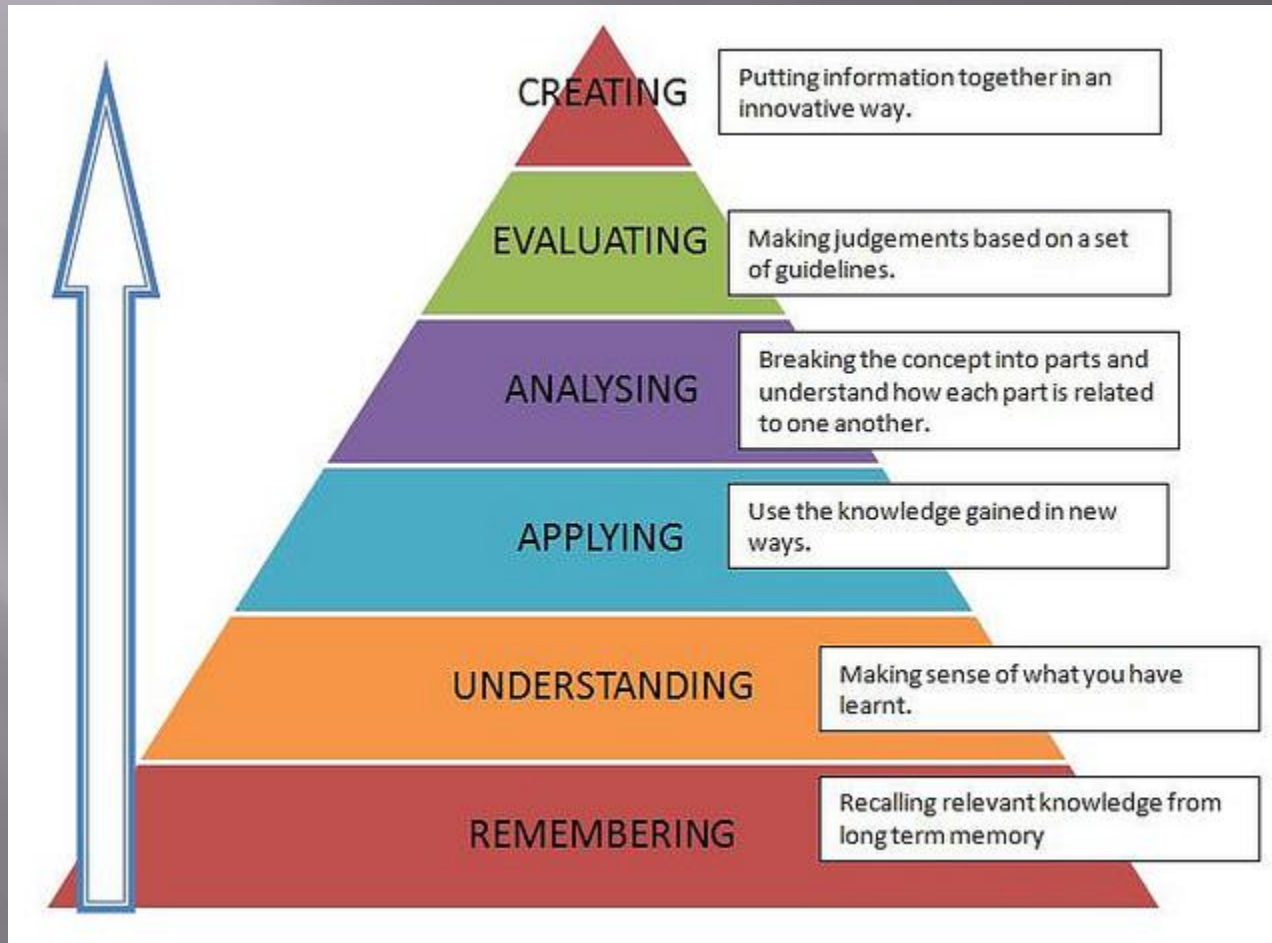 CREATING
Putting information together in an
innovative way.
EVALUATING
Making judgements based on a set
of guidelines.
ANALYSING
Breaking the concept into parts and
understand how each part is related
to one another.
APPLYING
Use the knowledge gained in new
ways.
UNDERSTANDING
Making sense of what you have
learnt.
REMEMBERING
Recalling relevant knowledge from
long term memory